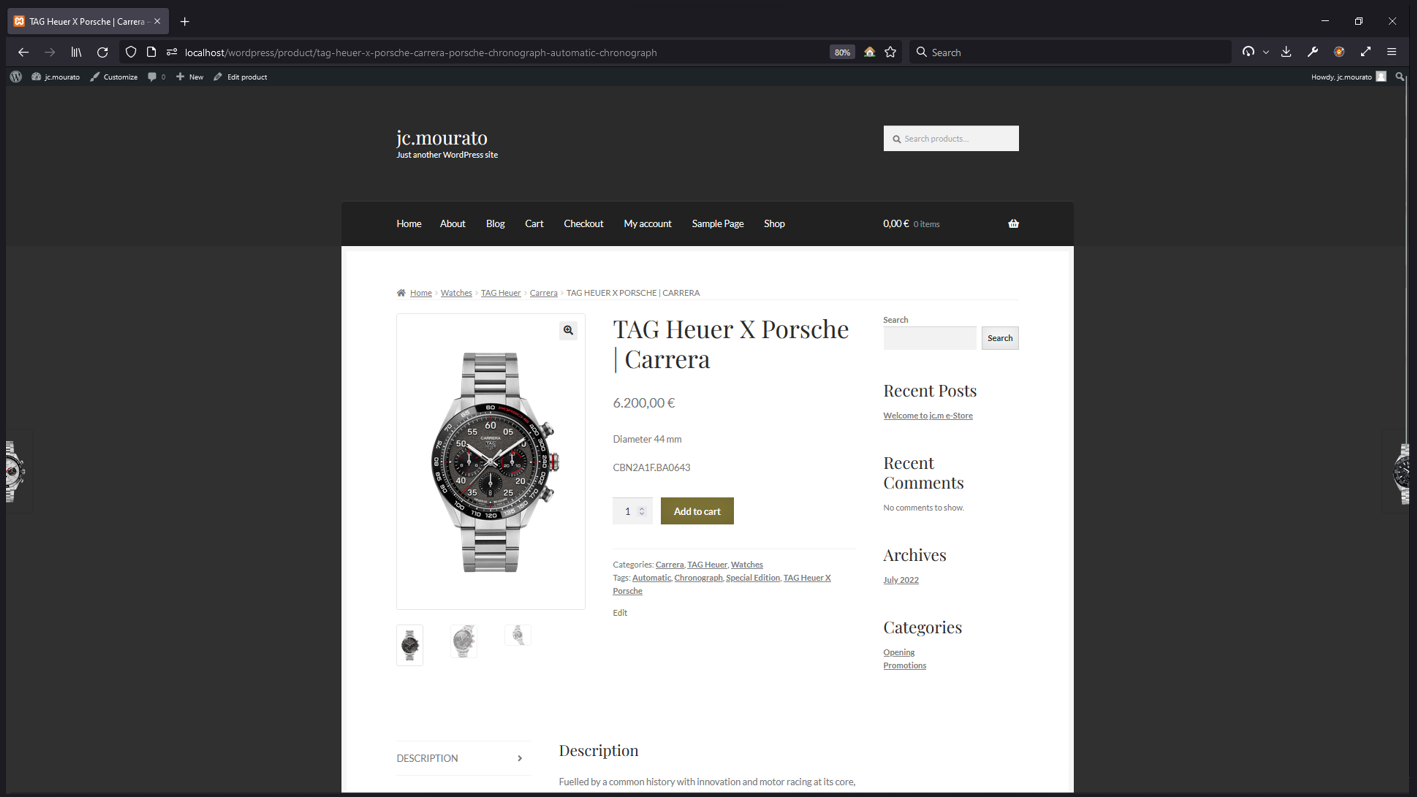 TAG Heuer X Porsche | Carrera -
localhost/wordpress/product/tag-heuer-x-porsche-carrera-porsche-chronograph-automatic-chronograph
80%
Search
jc.mourato
Customize
0
New
Edit product
Howdy, jc.mourato
jc.mourato
Just another WordPress site
Search products...
Home
About
Blog
Cart
Checkout
My account
Sample Page
Shop
0,00 € 0 items
Home > Watches > TAG Heuer > Carrera > TAG HEUER X PORSCHE | CARRERA
TAG Heuer X Porsche
| Carrera
6.200,00 €
Diameter 44 mm
CBN2A1F.BA0643
1
Add to cart
Categories: Carrera, TAG Heuer, Watches
Tags: Automatic, Chronograph, Special Edition, TAG Heuer X
Porsche
Edit
Search
Search
Recent Posts
Welcome to jc.m e-Store
Recent
Comments
No comments to show.
Archives
July 2022
Categories
Opening
Promotions
DESCRIPTION
Description
Fuelled by a common history with innovation and motor racing at its core,